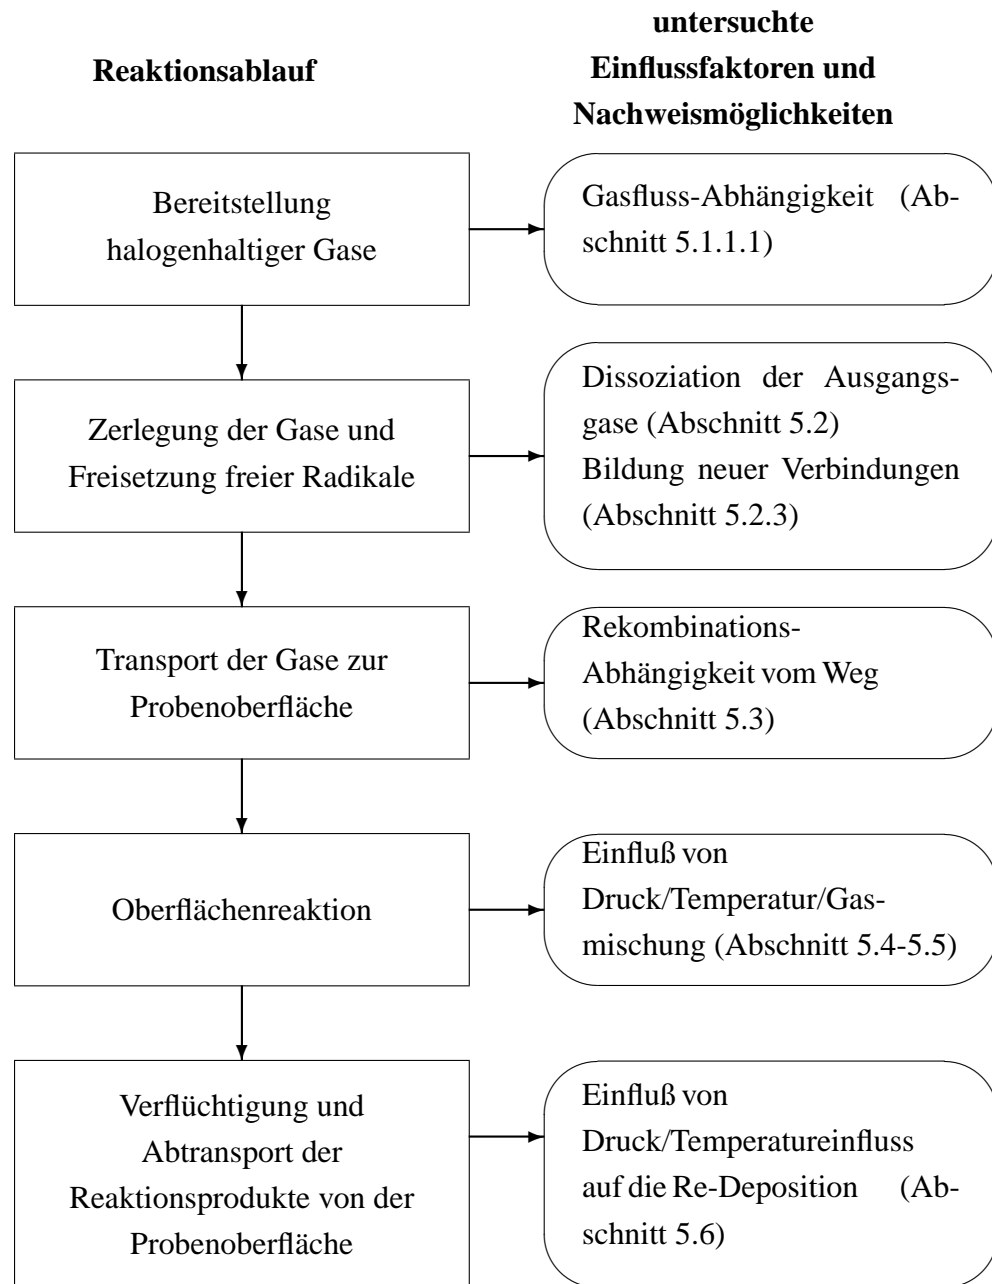 Reaktionsablauf
untersuchte
Einflussfaktoren und
Nachweismöglichkeiten
Bereitstellung
halogenhaltiger Gase
Gasfluss-Abhängigkeit (Ab-
schnitt 5.1.1.1)
Zerlegung der Gase und
Freisetzung freier Radikale
Dissoziation der Ausgangs-
gase (Abschnitt 5.2)
Bildung neuer Verbindungen
(Abschnitt 5.2.3)
Transport der Gase zur
Probenoberfläche
Rekombinations-
Abhängigkeit vom Weg
(Abschnitt 5.3)
Oberflächenreaktion
Einfluß von
Druck/Temperatur/Gas-
mischung (Abschnitt 5.4-5.5)
Verflüchtigung und
Abtransport der
Reaktionsprodukte von der
Probenoberfläche
Einfluß von
Druck/Temperatureinfluss
auf die Re-Deposition (Ab-
schnitt 5.6)